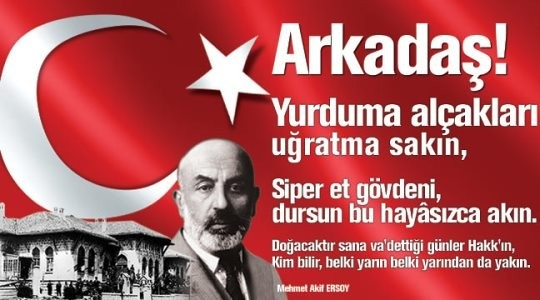 Arkadaş!
Yurduma alçakları
uğratma sakın,
Siper et gövdeni,
dursun bu hayâsızca akın.
Doğacaktır sana va'dettiği günler Hakk'ın,
Kim bilir, belki yarın belki yarından da yakın.
Mehmet Akif ERSOY